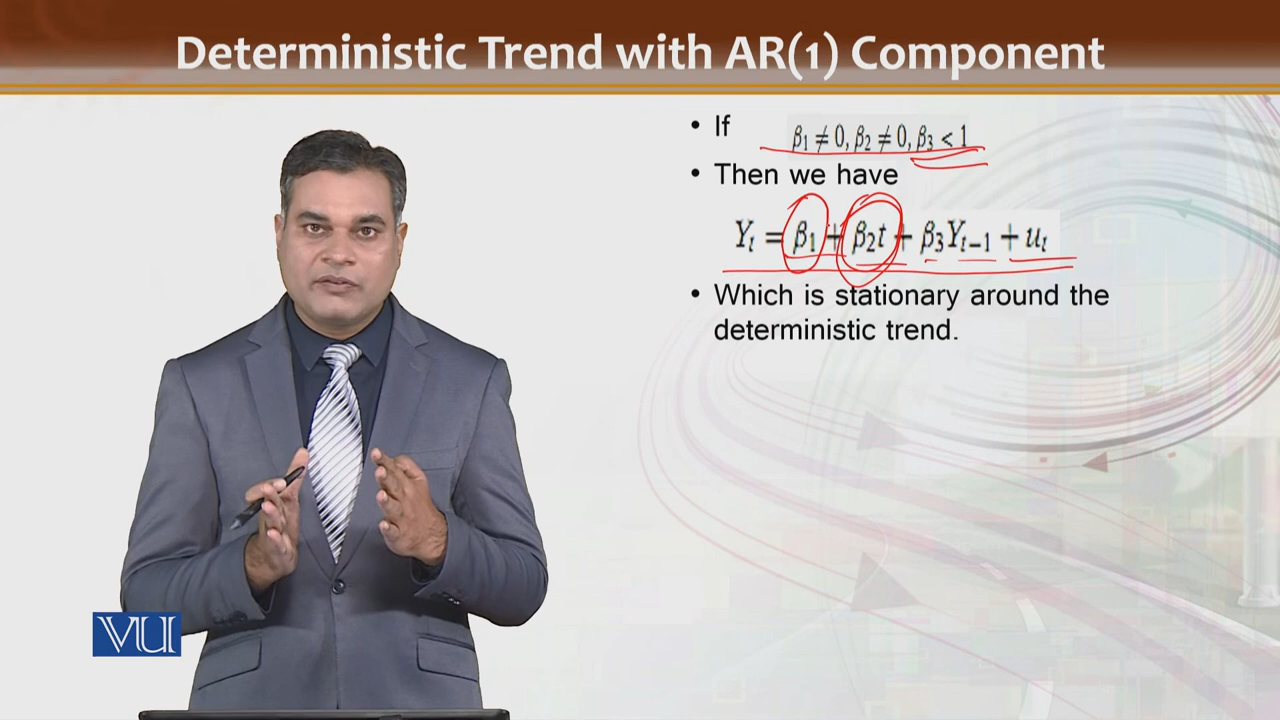 Deterministic Trend with AR(1) Component
• If β₁ ≠ 0, β₂ ≠ 0, β₃ < 1
• Then we have
Yₜ = β₁ + β₂t + β₃Yₜ₋₁ + uₜ
• Which is stationary around the
deterministic trend.
VU